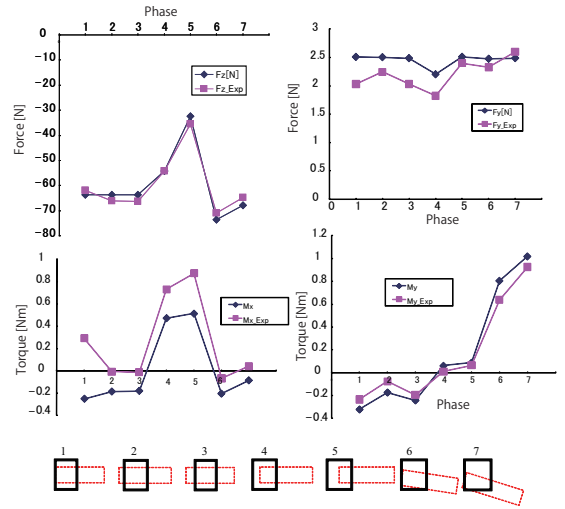 Phase
1 2 3 4 5 6 7
0
-10
-20
-30
-40
-50
-60
-70
-80
Force [N]
Fz[N]
Fz_Exp
3
2.5
2
1.5
1
0.5
0
Force [N]
Fy[N]
Fy_Exp
0 1 2 3 4 5 6 7
Phase
1
0.8
0.6
0.4
0.2
0
-0.2
-0.4
Torque [Nm]
Mx
Mx_Exp
1 2 3 4 5 6 7
1.2
1
0.8
0.6
0.4
0.2
0
-0.2
-0.4
Torque [Nm]
My
My_Exp
1 2 3 4 5 6 7
Phase
1 2 3 4 5 6 7